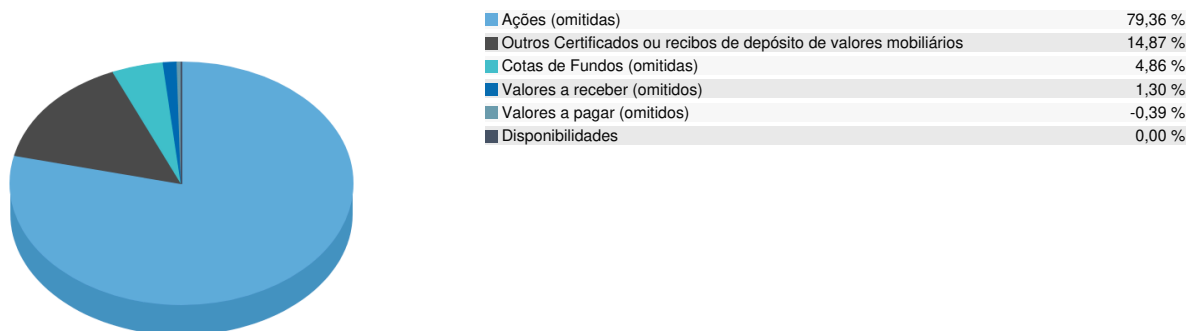 Ações (omitidas) 79,36 %
Outros Certificados ou recibos de depósito de valores mobiliários 14,87 %
Cotas de Fundos (omitidas) 4,86 %
Valores a receber (omitidos) 1,30 %
Valores a pagar (omitidos) -0,39 %
Disponibilidades 0,00 %